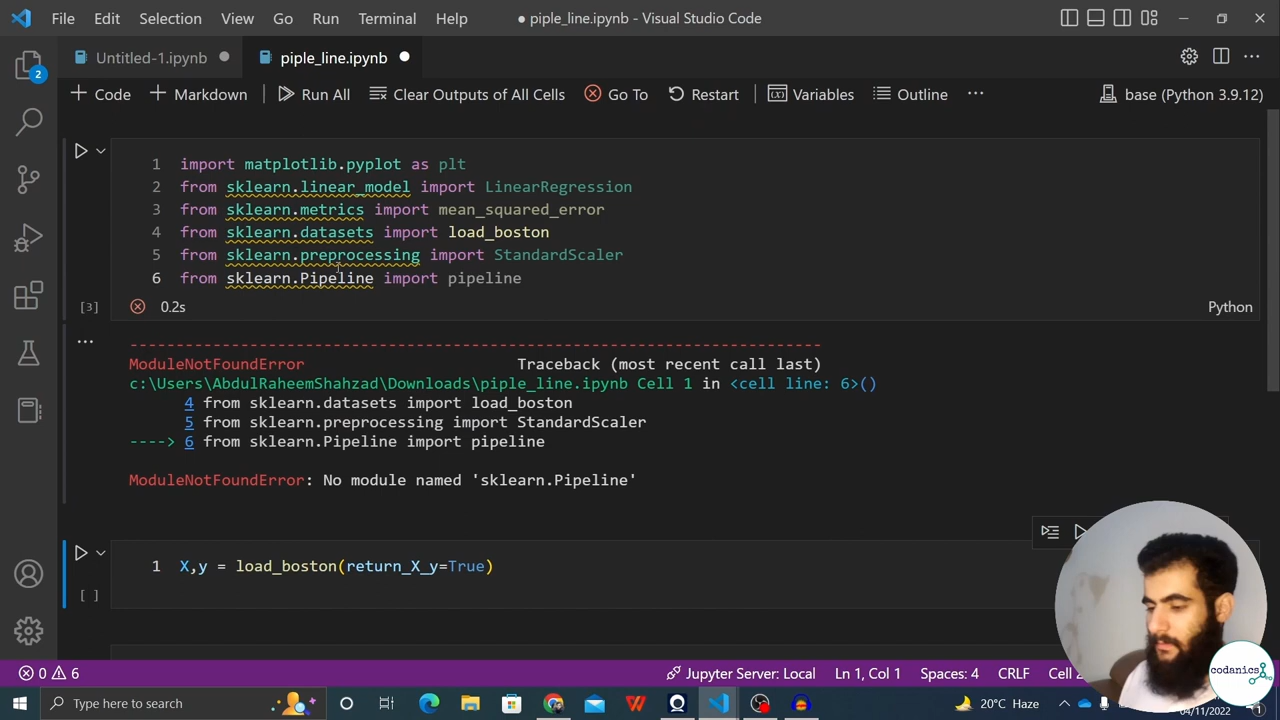 File Edit Selection View Go Run Terminal Help ● piple_line.ipynb - Visual Studio Code
Untitled-1.ipynb ● piple_line.ipynb ●
+ Code + Markdown Run All Clear Outputs of All Cells Go To Restart Variables Outline ... base (Python 3.9.12)
2
1 import matplotlib.pyplot as plt
2 from sklearn.linear_model import LinearRegression
3 from sklearn.metrics import mean_squared_error
4 from sklearn.datasets import load_boston
5 from sklearn.preprocessing import StandardScaler
6 from sklearn.Pipeline import pipeline
[3] 0.2s Python
... ---------------------------------------------------------------------------
ModuleNotFoundError Traceback (most recent call last)
c:\Users\AbdulRaheemShahzad\Downloads\piple_line.ipynb Cell 1 in <cell line: 6>()
4 from sklearn.datasets import load_boston
5 from sklearn.preprocessing import StandardScaler
----> 6 from sklearn.Pipeline import pipeline
ModuleNotFoundError: No module named 'sklearn.Pipeline'
1 X,y = load_boston(return_X_y=True)
[ ]
codanics
0 6 Jupyter Server: Local Ln 1, Col 1 Spaces: 4 CRLF Cell
Type here to search 20°C Haze
04/11/2022 1